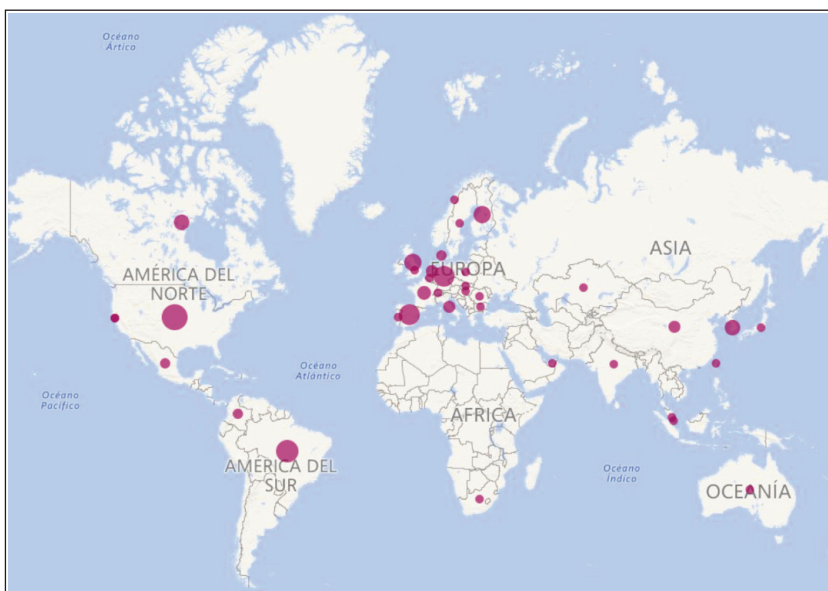 Océano
Ártico
AMÉRICA DEL
NORTE
EUROPA
ASIA
Océano
Atlántico
Océano
Pacífico
ÁFRICA
AMÉRICA DEL
SUR
Océano
Índico
OCEANÍA